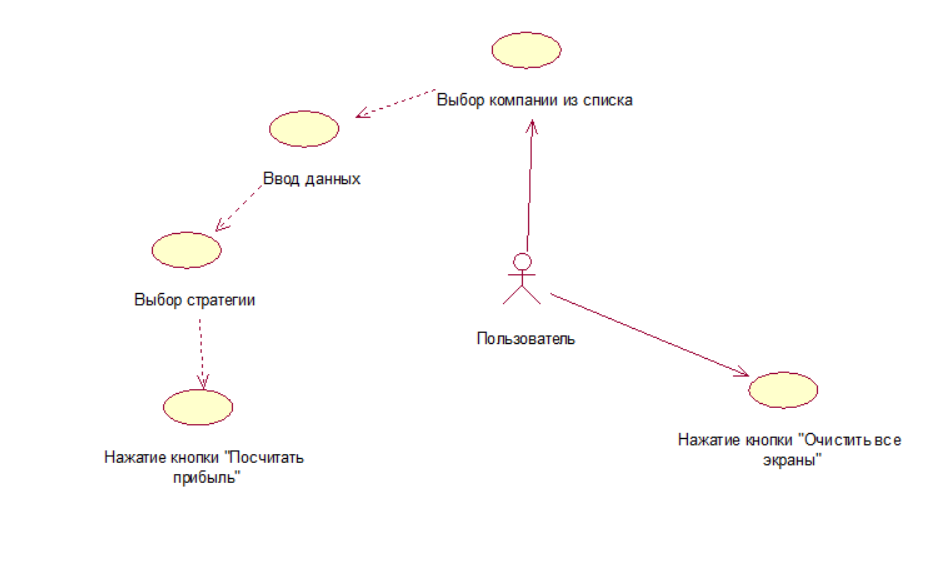 Выбор компании из списка
Ввод данных
Выбор стратегии
Пользователь
Нажатие кнопки "Посчитать
прибыль"
Нажатие кнопки "Очистить все
экраны"